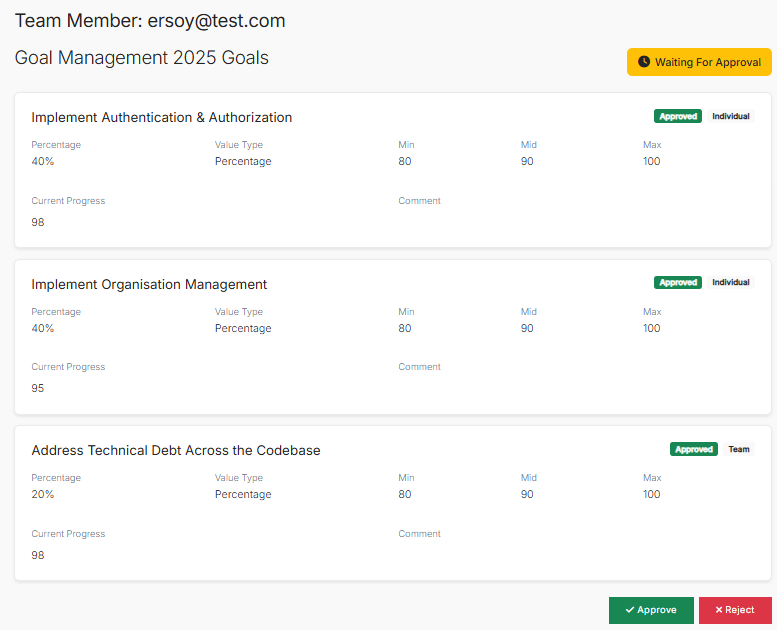 Team Member: ersoy@test.com
Goal Management 2025 Goals
Waiting For Approval
Implement Authentication & Authorization
Approved Individual
Percentage Value Type Min Mid Max
40% Percentage 80 90 100
Current Progress Comment
98
Implement Organisation Management
Approved Individual
Percentage Value Type Min Mid Max
40% Percentage 80 90 100
Current Progress Comment
95
Address Technical Debt Across the Codebase
Approved Team
Percentage Value Type Min Mid Max
20% Percentage 80 90 100
Current Progress Comment
98
Approve Reject